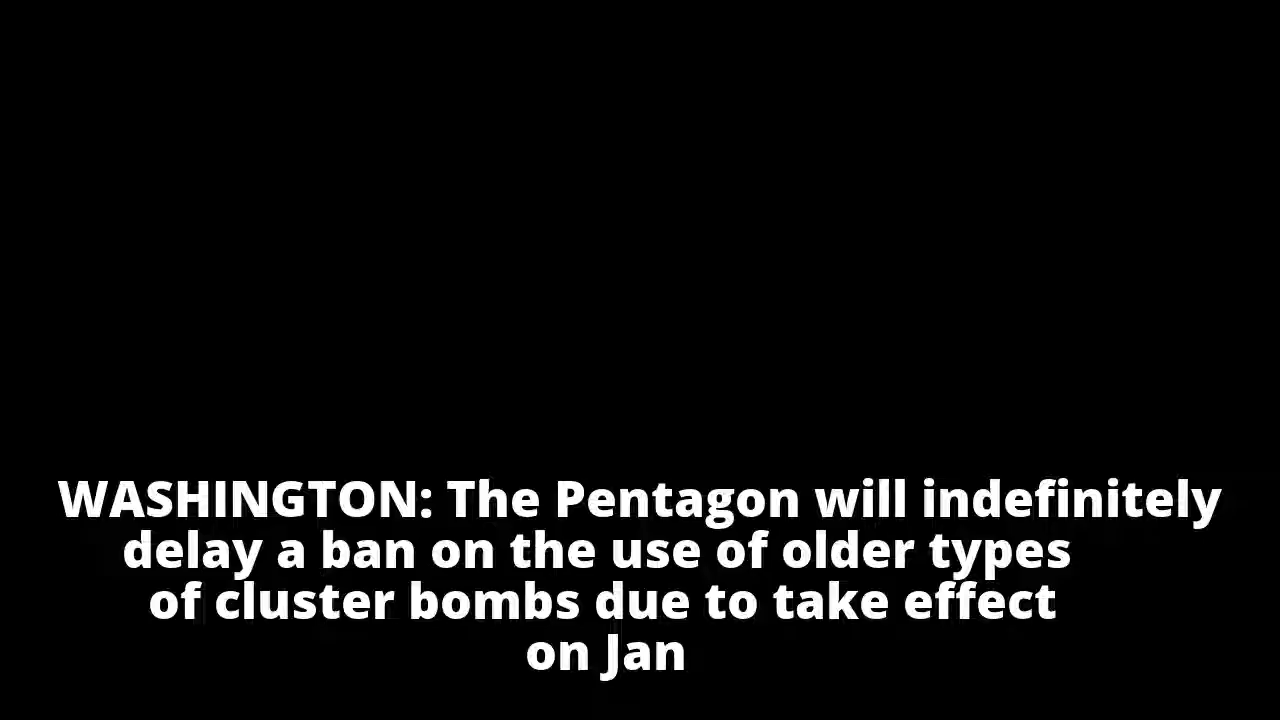 WASHINGTON: The Pentagon will indefinitely
delay a ban on the use of older types
of cluster bombs due to take effect
on Jan